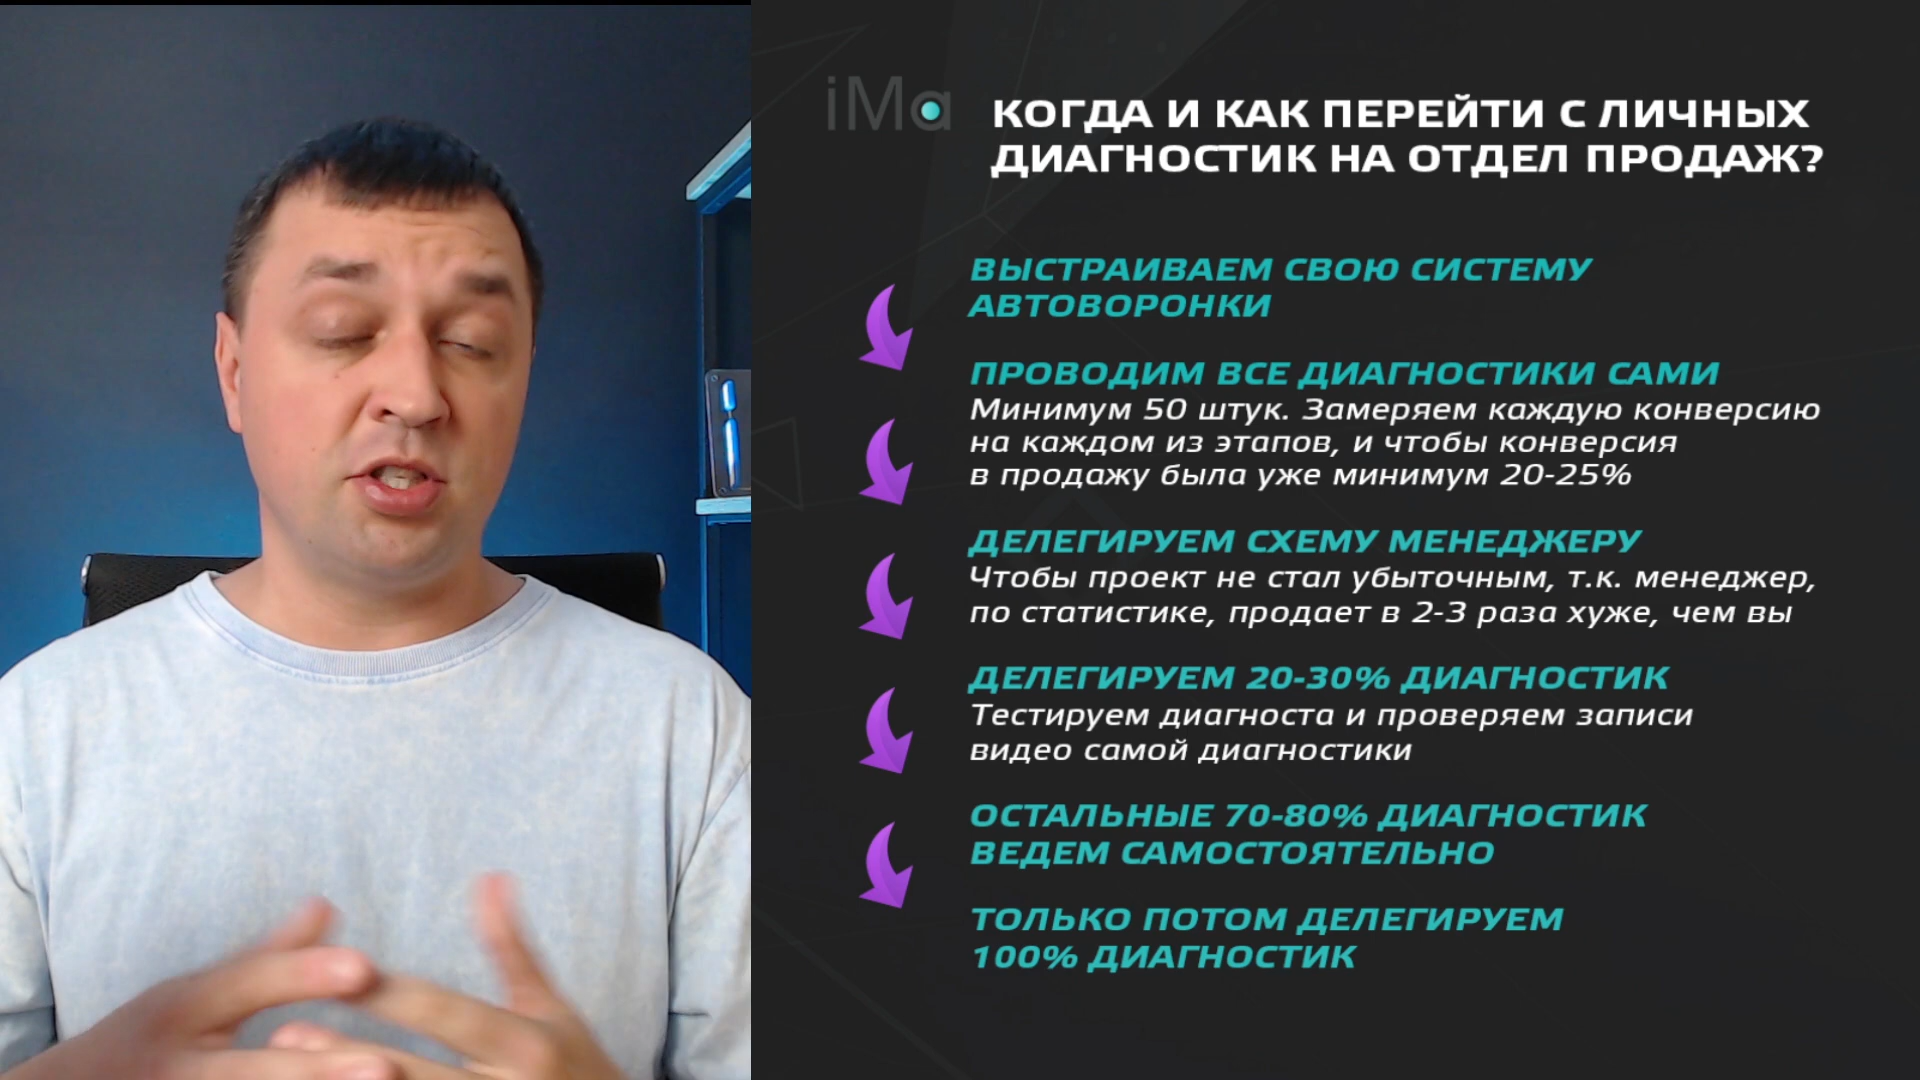 iMa
КОГДА И КАК ПЕРЕЙТИ С ЛИЧНЫХ
ДИАГНОСТИК НА ОТДЕЛ ПРОДАЖ?
ВЫСТРАИВАЕМ СВОЮ СИСТЕМУ
АВТОВОРОНКИ
ПРОВОДИМ ВСЕ ДИАГНОСТИКИ САМИ
Минимум 50 штук. Замеряем каждую конверсию
на каждом из этапов, и чтобы конверсия
в продажу была уже минимум 20-25%
ДЕЛЕГИРУЕМ СХЕМУ МЕНЕДЖЕРУ
Чтобы проект не стал убыточным, т.к. менеджер,
по статистике, продает в 2-3 раза хуже, чем вы
ДЕЛЕГИРУЕМ 20-30% ДИАГНОСТИК
Тестируем диагноста и проверяем записи
видео самой диагностики
ОСТАЛЬНЫЕ 70-80% ДИАГНОСТИК
ВЕДЕМ САМОСТОЯТЕЛЬНО
ТОЛЬКО ПОТОМ ДЕЛЕГИРУЕМ
100% ДИАГНОСТИК